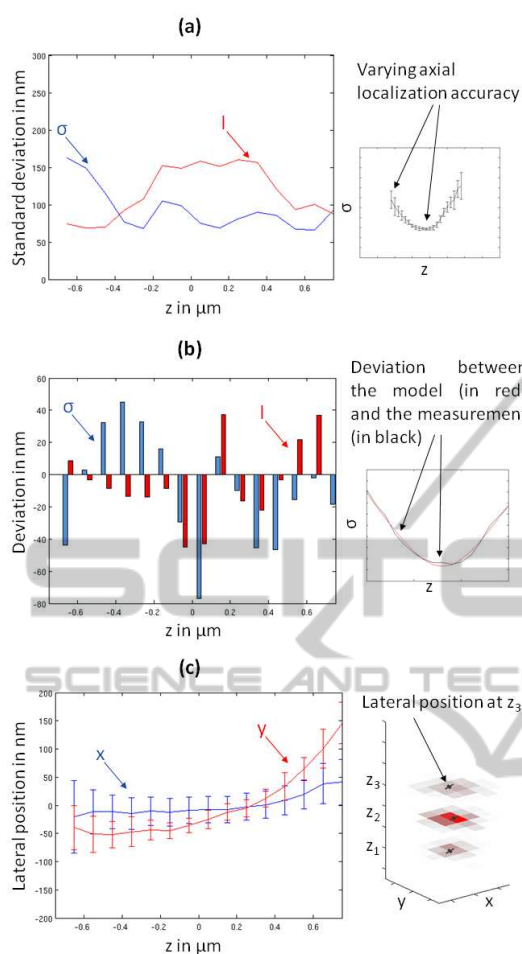 (a)
Standard deviation in nm
300
250
200
150
100
50
0
σ
I
-0.6 -0.4 -0.2 0 0.2 0.4 0.6
z in µm
Varying axial
localization accuracy
σ
z
(b)
Deviation in nm
60
40
20
0
-20
-40
-60
-80
σ
I
-0.6 -0.4 -0.2 0 0.2 0.4 0.6
z in µm
Deviation between
the model (in red
and the measuremen
(in black)
σ
z
SCITE
SCIENCE AND TEC
(c)
Lateral position in nm
200
150
100
50
0
-50
-100
-150
-200
x
y
-0.6 -0.4 -0.2 0 0.2 0.4 0.6
z in µm
Lateral position at z3
z3
z2
z1
y
x